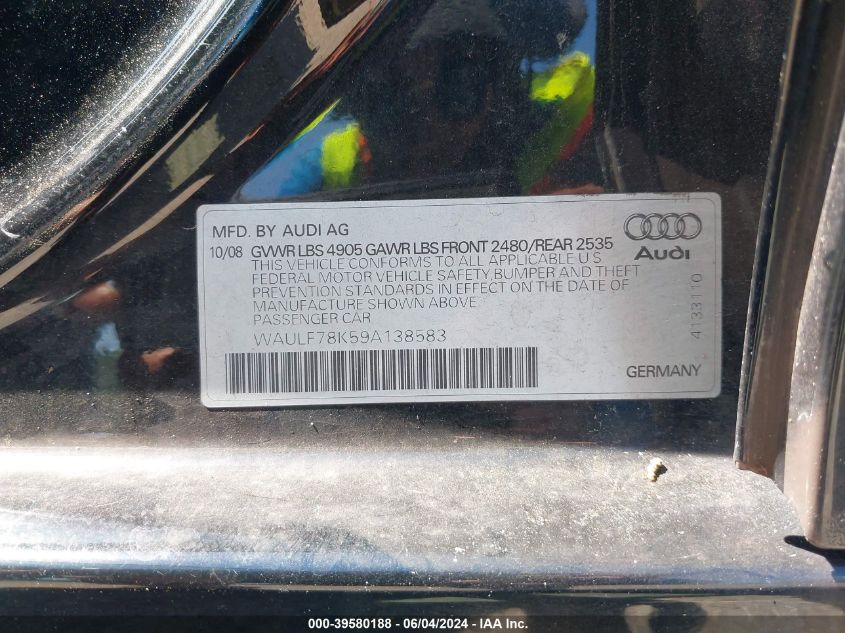 MFD. BY AUDI AG
10/08 GVWR LBS 4905 GAWR LBS FRONT 2480/REAR 2535
THIS VEHICLE CONFORMS TO ALL APPLICABLE U S
FEDERAL MOTOR VEHICLE SAFETY,BUMPER AND THEFT
PREVENTION STANDARDS IN EFFECT ON THE DATE OF
MANUFACTURE SHOWN ABOVE
PASSENGER CAR
WAULF78K59A138583
Audi
4133110
GERMANY
000-39580188 - 06/04/2024 - IAA Inc.